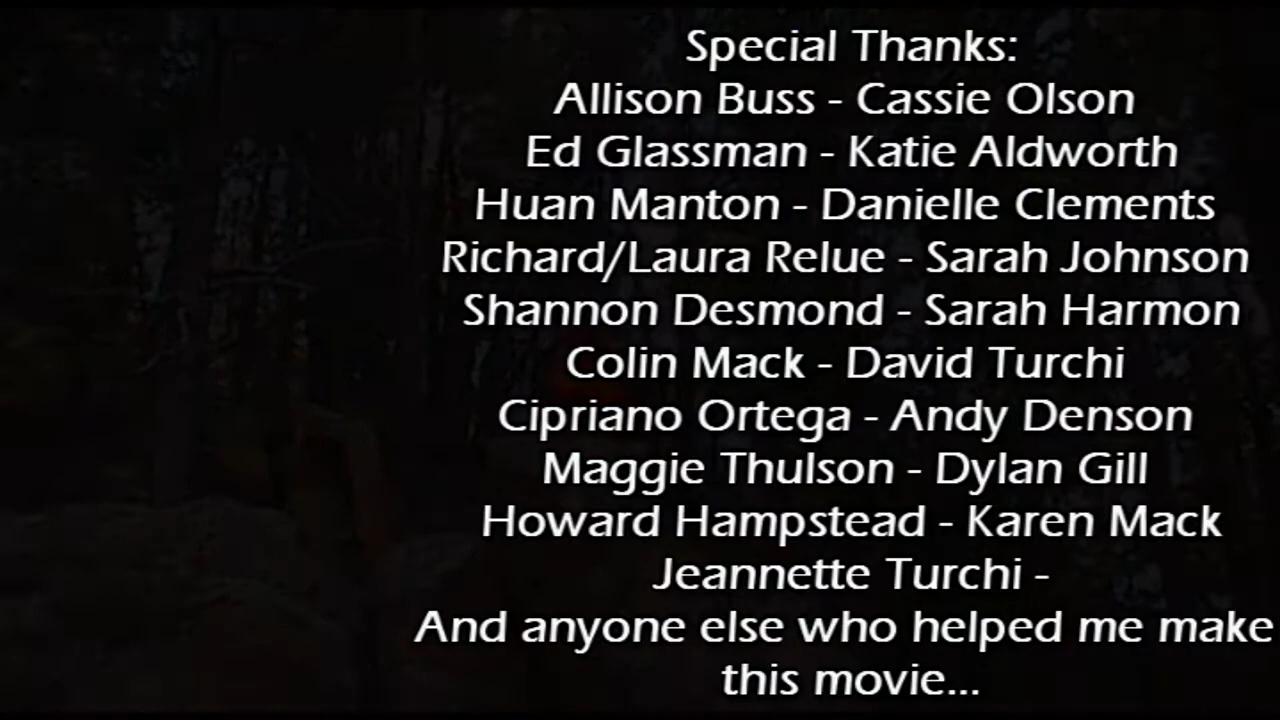 Special Thanks:
Allison Buss - Cassie Olson
Ed Glassman - Katie Aldworth
Huan Manton - Danielle Clements
Richard/Laura Relue - Sarah Johnson
Shannon Desmond - Sarah Harmon
Colin Mack - David Turchi
Cipriano Ortega - Andy Denson
Maggie Thulson - Dylan Gill
Howard Hampstead - Karen Mack
Jeannette Turchi -
And anyone else who helped me make
this movie...